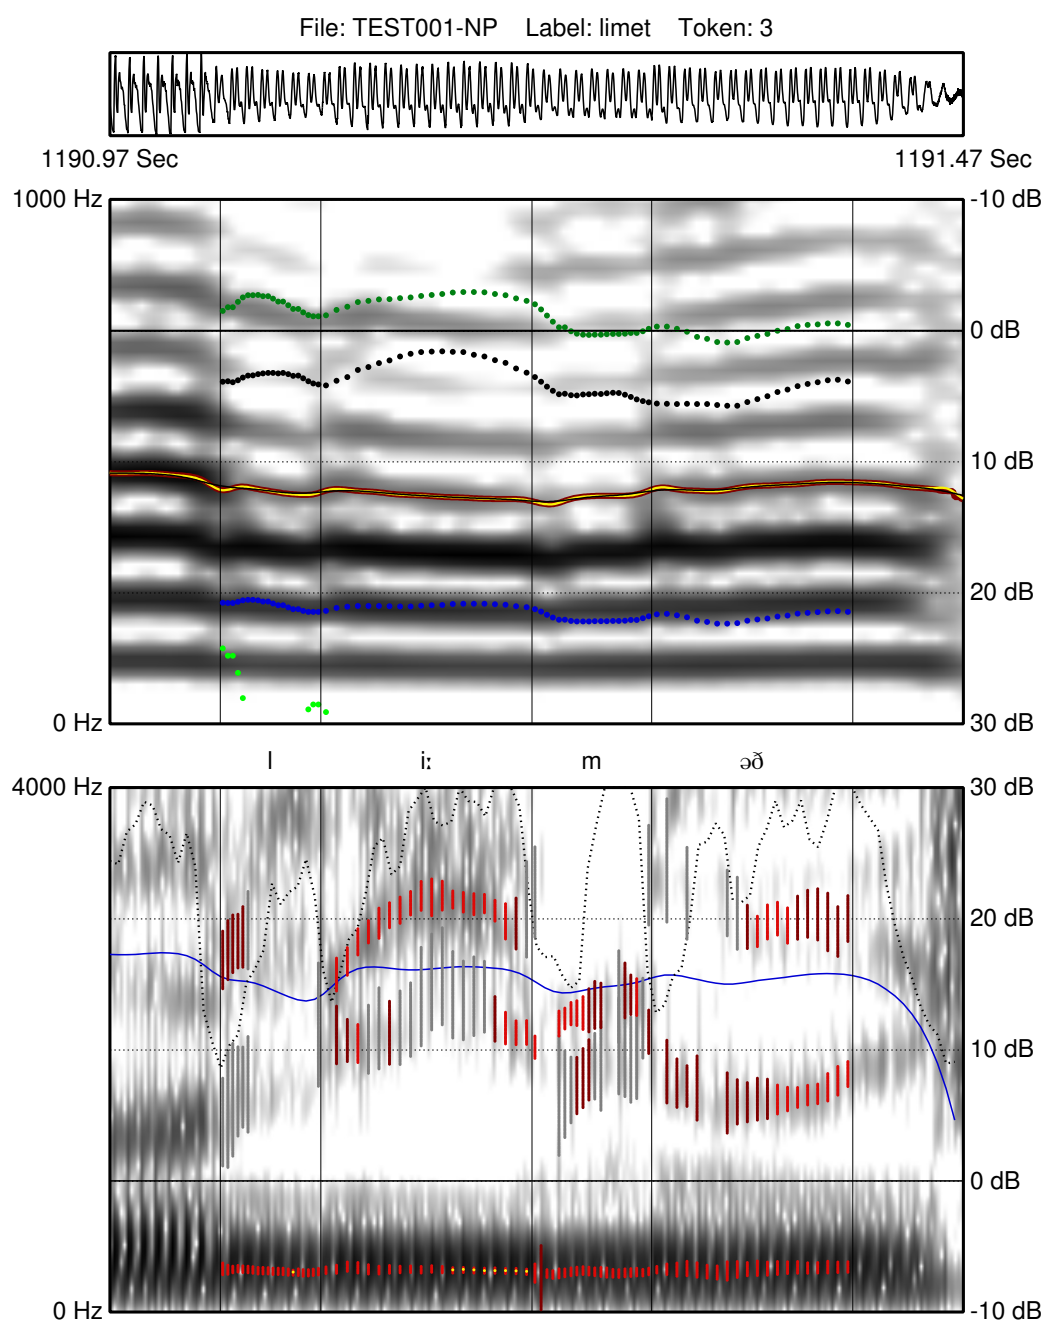 File: TEST001-NP Label: limet Token: 3
1190.97 Sec 1191.47 Sec
1000 Hz -10 dB
0 dB
10 dB
20 dB
0 Hz 30 dB
l iː m əð
4000 Hz 30 dB
20 dB
10 dB
0 dB
0 Hz -10 dB